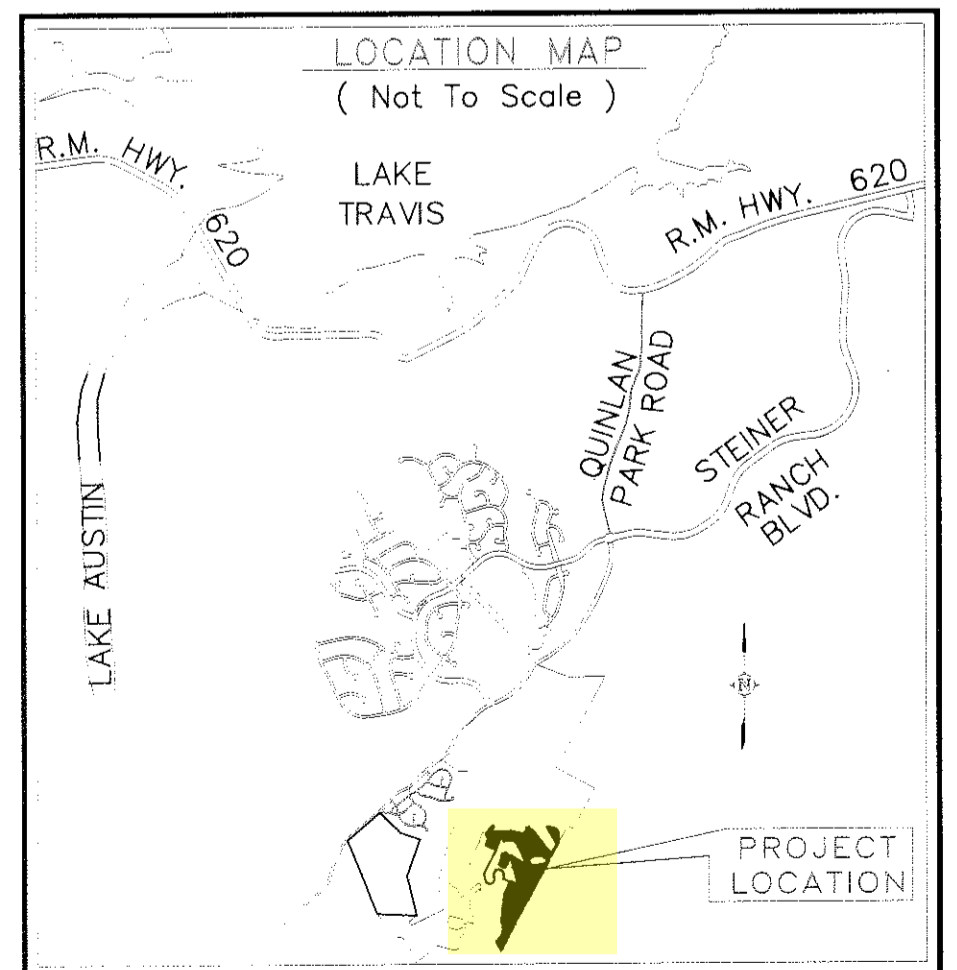 LOCATION MAP
( Not To Scale )
R.M. HWY.
620
LAKE
TRAVIS
R.M. HWY. 620
QUINLAN
PARK ROAD
STEINER
RANCH
BLVD.
LAKE AUSTIN
N
PROJECT
LOCATION